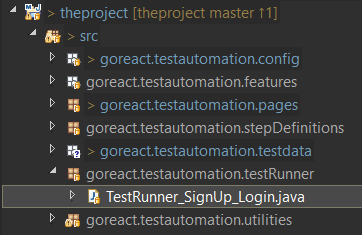 > theproject [theproject master ↑1]
> src
> goreact.testautomation.config
goreact.testautomation.features
> goreact.testautomation.pages
goreact.testautomation.stepDefinitions
> goreact.testautomation.testdata
goreact.testautomation.testRunner
TestRunner_SignUp_Login.java
goreact.testautomation.utilities